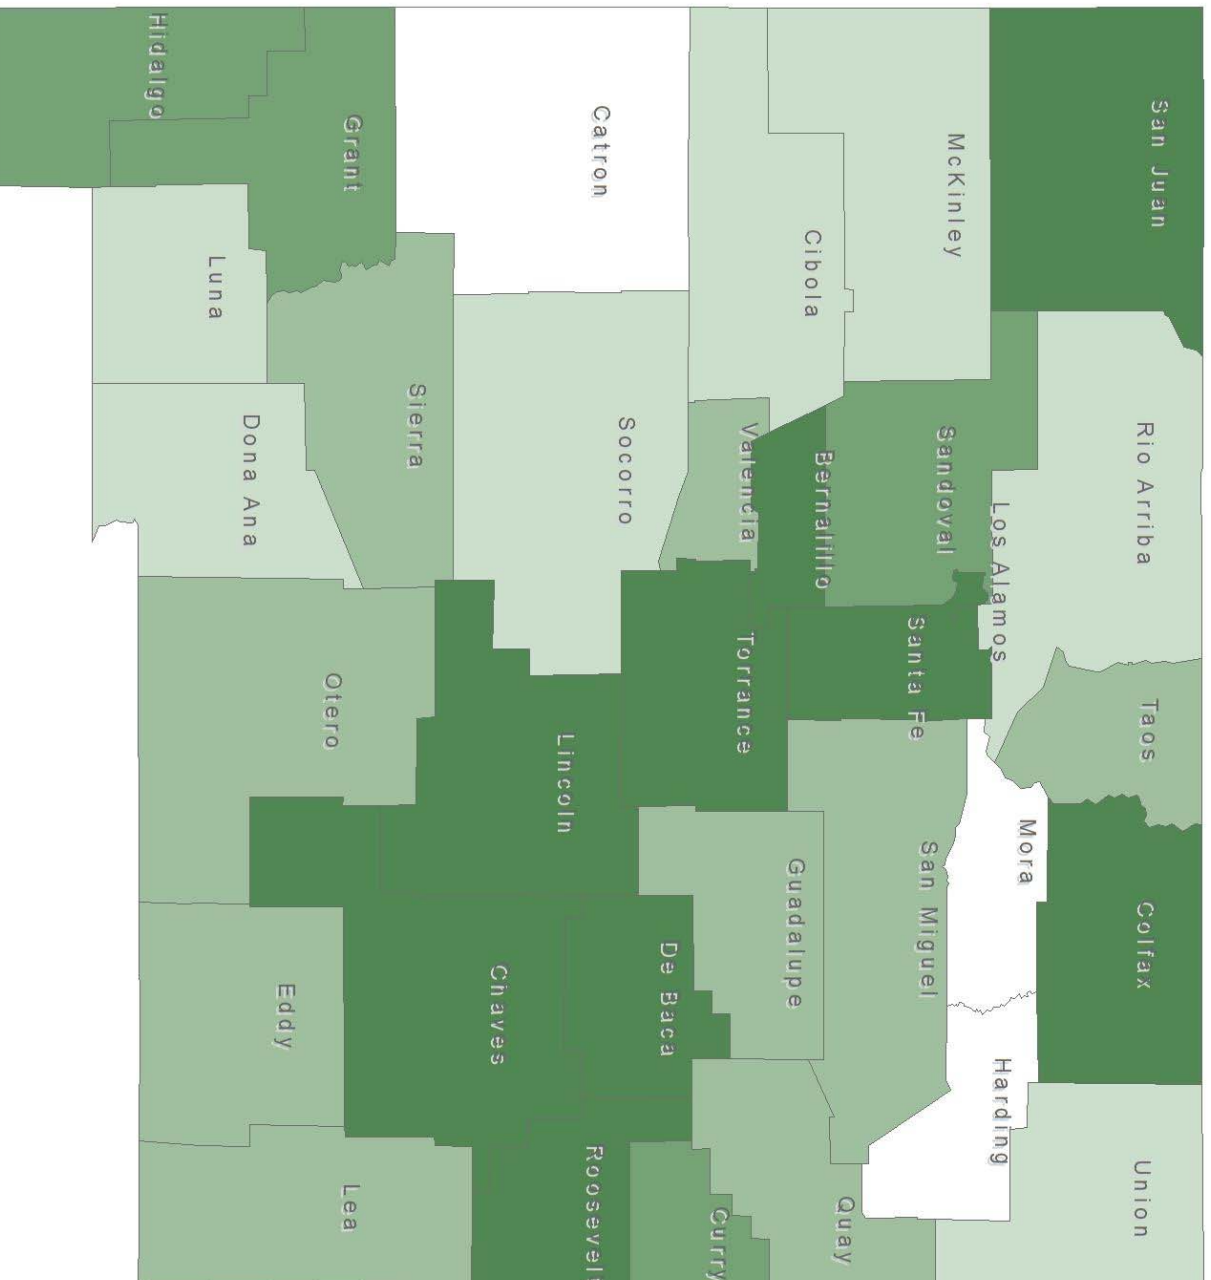 San Juan
Rio Arriba
Taos
Colfax
Union
McKinley
Sandoval
Los Alamos
Santa Fe
Mora
San Miguel
Harding
Cibola
Valencia
Bernalillo
Torrance
Guadalupe
Quay
Catron
Socorro
Lincoln
De Baca
Roosevel
Curry
Hidalgo
Grant
Luna
Sierra
Dona Ana
Otero
Chaves
Eddy
Lea